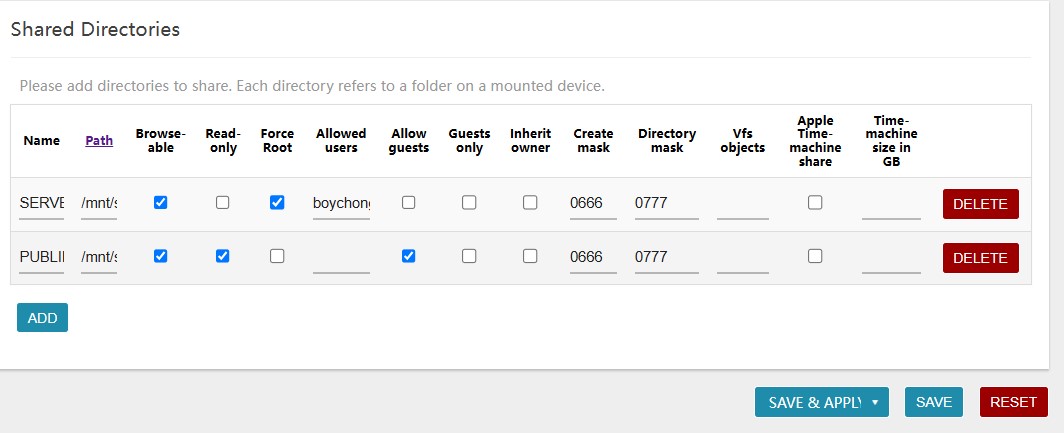 Shared Directories
Please add directories to share. Each directory refers to a folder on a mounted device.
Name Path Browse-able Read-only Force Root Allowed users Allow guests Guests only Inherit owner Create mask Directory mask Vfs objects Apple Time-machine share Time-machine size in GB
SERVE /mnt/s boychong 0666 0777 DELETE
PUBLI /mnt/s 0666 0777 DELETE
ADD
SAVE & APPLY SAVE RESET